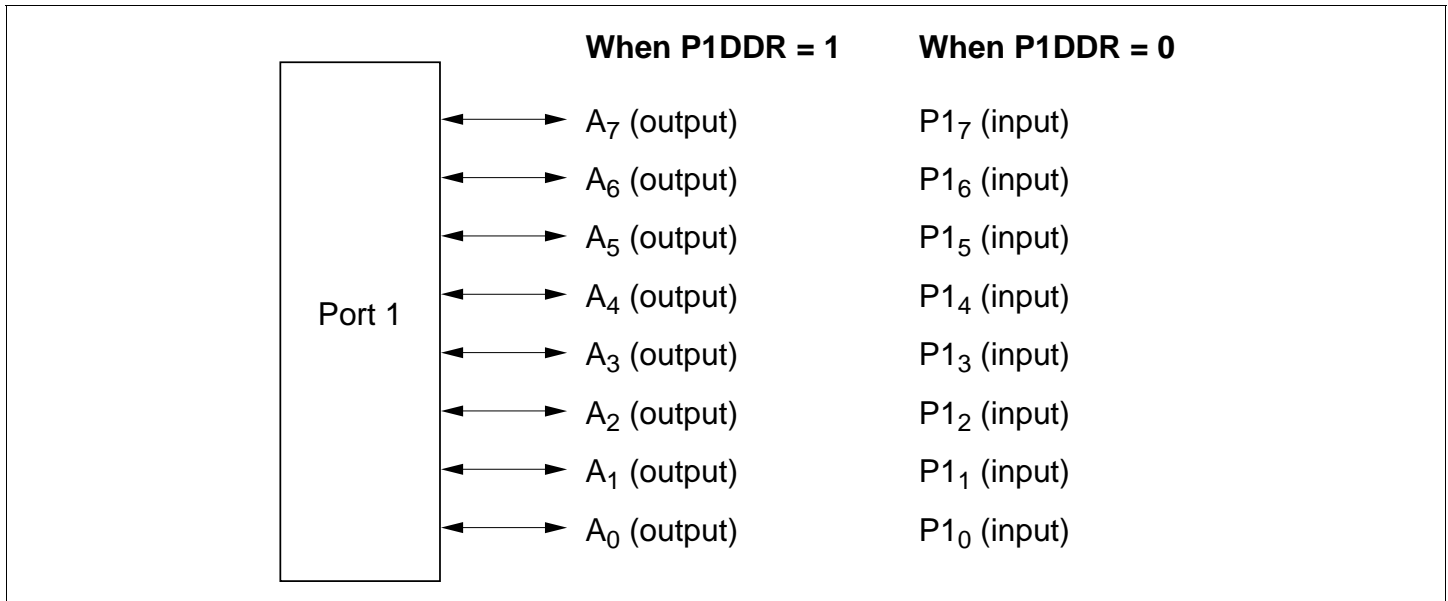 When P1DDR = 1 When P1DDR = 0
A₇ (output) P1₇ (input)
A₆ (output) P1₆ (input)
A₅ (output) P1₅ (input)
A₄ (output) P1₄ (input)
Port 1
A₃ (output) P1₃ (input)
A₂ (output) P1₂ (input)
A₁ (output) P1₁ (input)
A₀ (output) P1₀ (input)